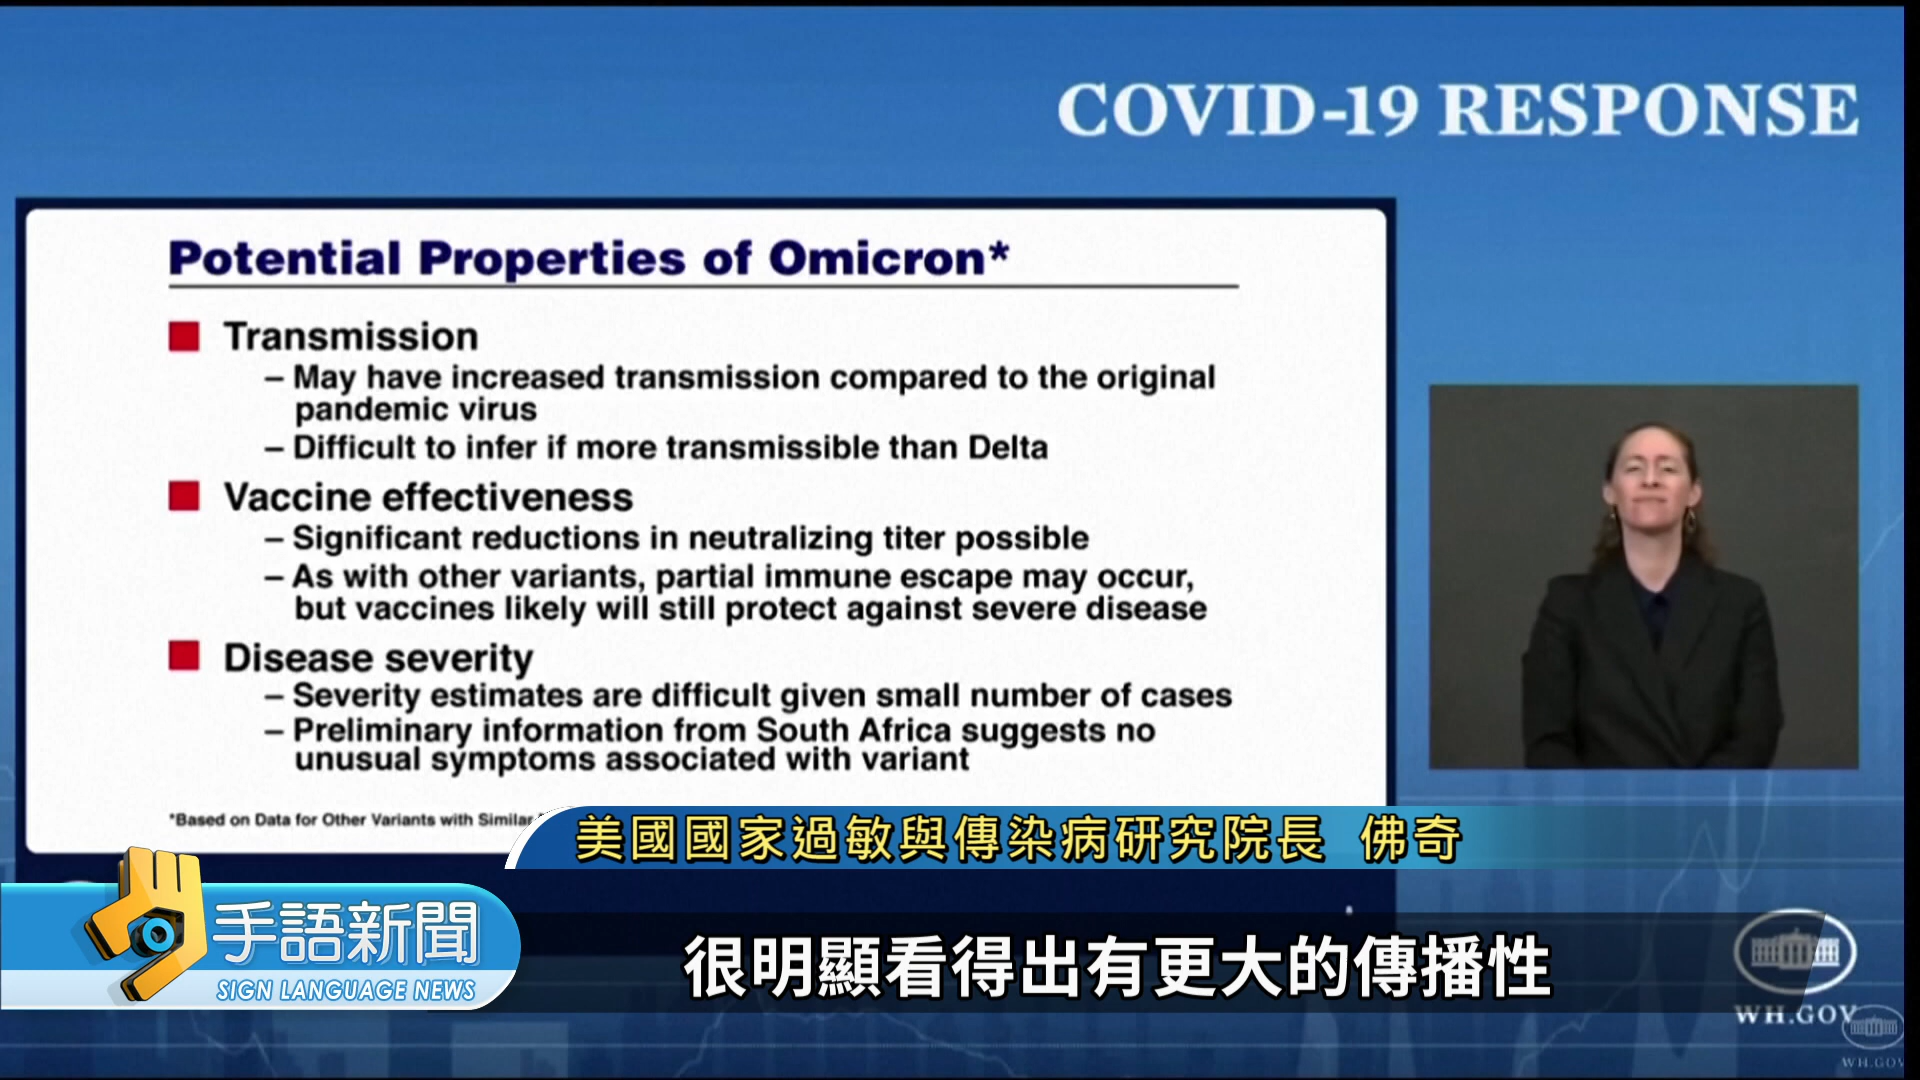 COVID-19 RESPONSE
Potential Properties of Omicron*
Transmission
– May have increased transmission compared to the original
pandemic virus
– Difficult to infer if more transmissible than Delta
Vaccine effectiveness
– Significant reductions in neutralizing titer possible
– As with other variants, partial immune escape may occur,
but vaccines likely will still protect against severe disease
Disease severity
– Severity estimates are difficult given small number of cases
– Preliminary information from South Africa suggests no
unusual symptoms associated with variant
*Based on Data for Other Variants with Similar
美國國家過敏與傳染病研究院長 佛奇
手語新聞
SIGN LANGUAGE NEWS
很明顯看得出有更大的傳播性
WH.GOV
WH.GOV